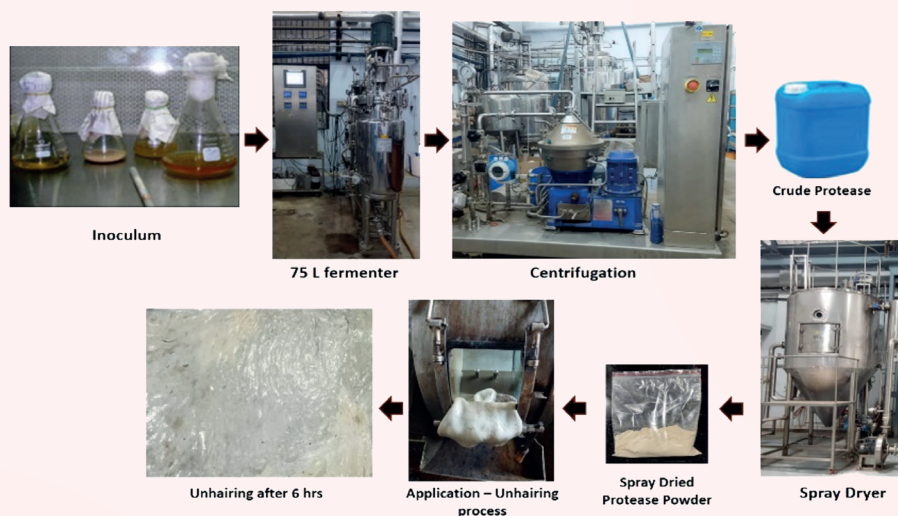 Inoculum
75 L fermenter
Centrifugation
Crude Protease
Spray Dryer
Spray Dried
Protease Powder
Application – Unhairing
process
Unhairing after 6 hrs